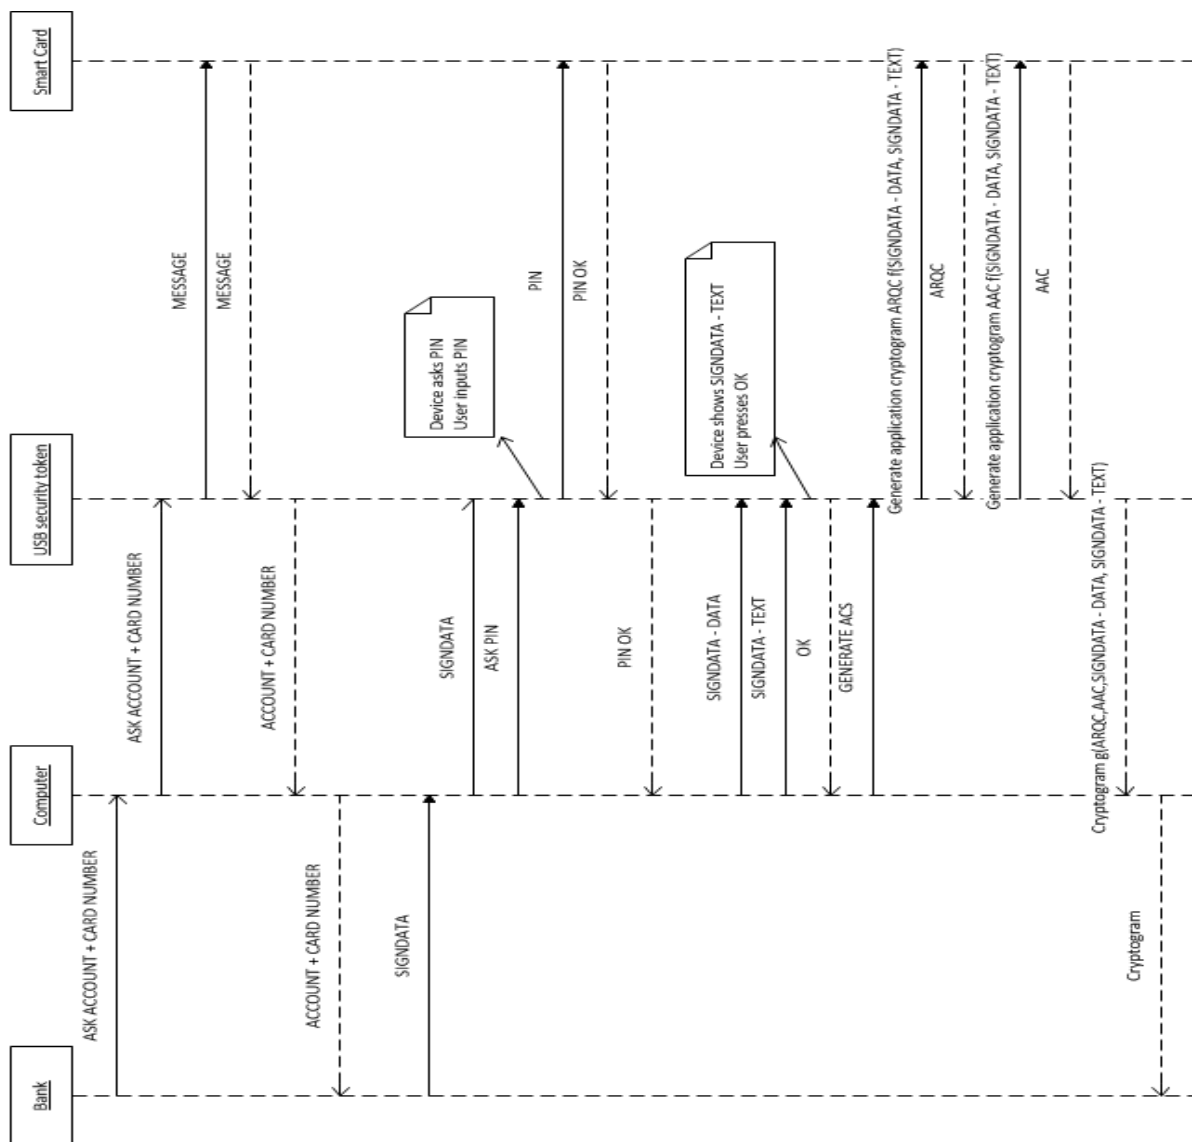 Bank
Computer
USB security token
Smart Card
ASK ACCOUNT + CARD NUMBER
ASK ACCOUNT + CARD NUMBER
MESSAGE
MESSAGE
ACCOUNT + CARD NUMBER
ACCOUNT + CARD NUMBER
SIGNDATA
SIGNDATA
ASK PIN
Device asks PIN
User inputs PIN
PIN
PIN OK
PIN OK
SIGNDATA - DATA
SIGNDATA - TEXT
Device shows SIGNDATA - TEXT
User presses OK
OK
GENERATE ACS
Generate application cryptogram ARQC f(SIGNDATA - DATA, SIGNDATA - TEXT)
ARQC
Generate application cryptogram AAC f(SIGNDATA - DATA, SIGNDATA - TEXT)
AAC
Cryptogram g(ARQC,AAC,SIGNDATA - DATA, SIGNDATA - TEXT)
Cryptogram